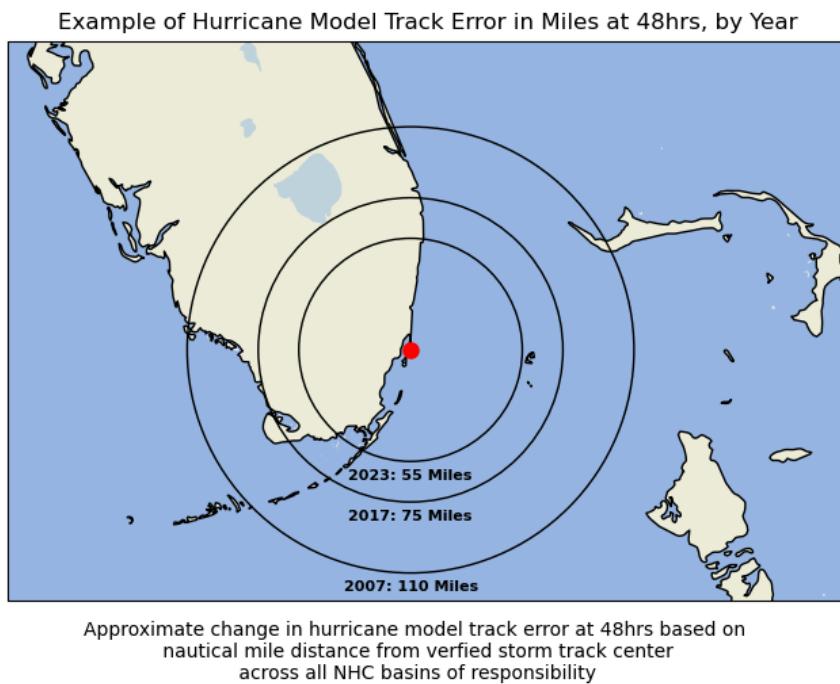 Example of Hurricane Model Track Error in Miles at 48hrs, by Year
2023: 55 Miles
2017: 75 Miles
2007: 110 Miles
Approximate change in hurricane model track error at 48hrs based on
nautical mile distance from verfied storm track center
across all NHC basins of responsibility